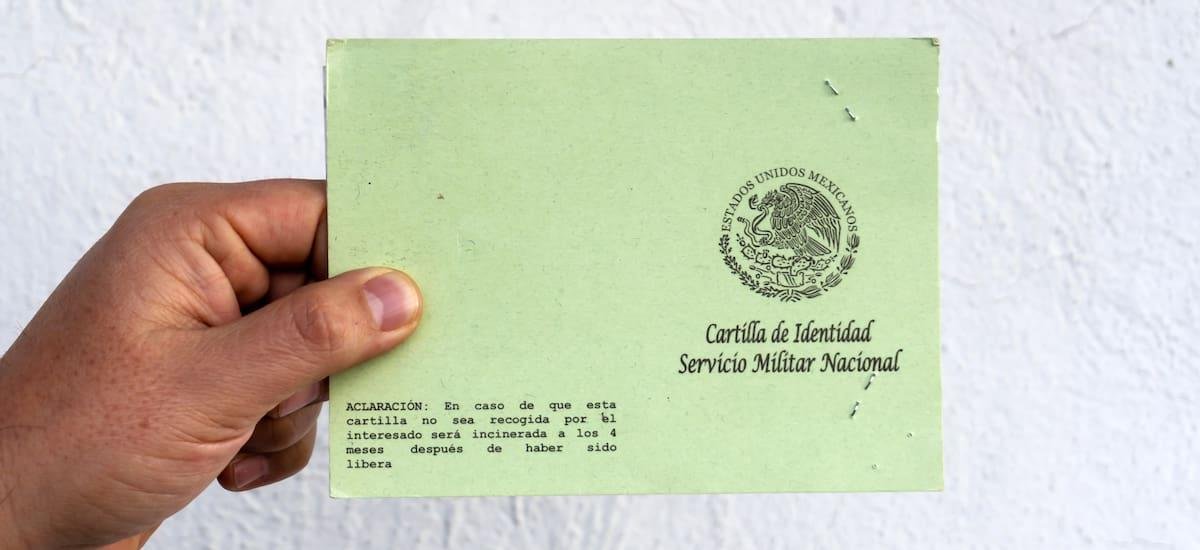 ESTADOS UNIDOS MEXICANOS
Cartilla de Identidad
Servicio Militar Nacional
ACLARACIÓN: En caso de que esta
cartilla no sea recogida por el
interesado será incinerada a los 4
meses después de haber sido
libera